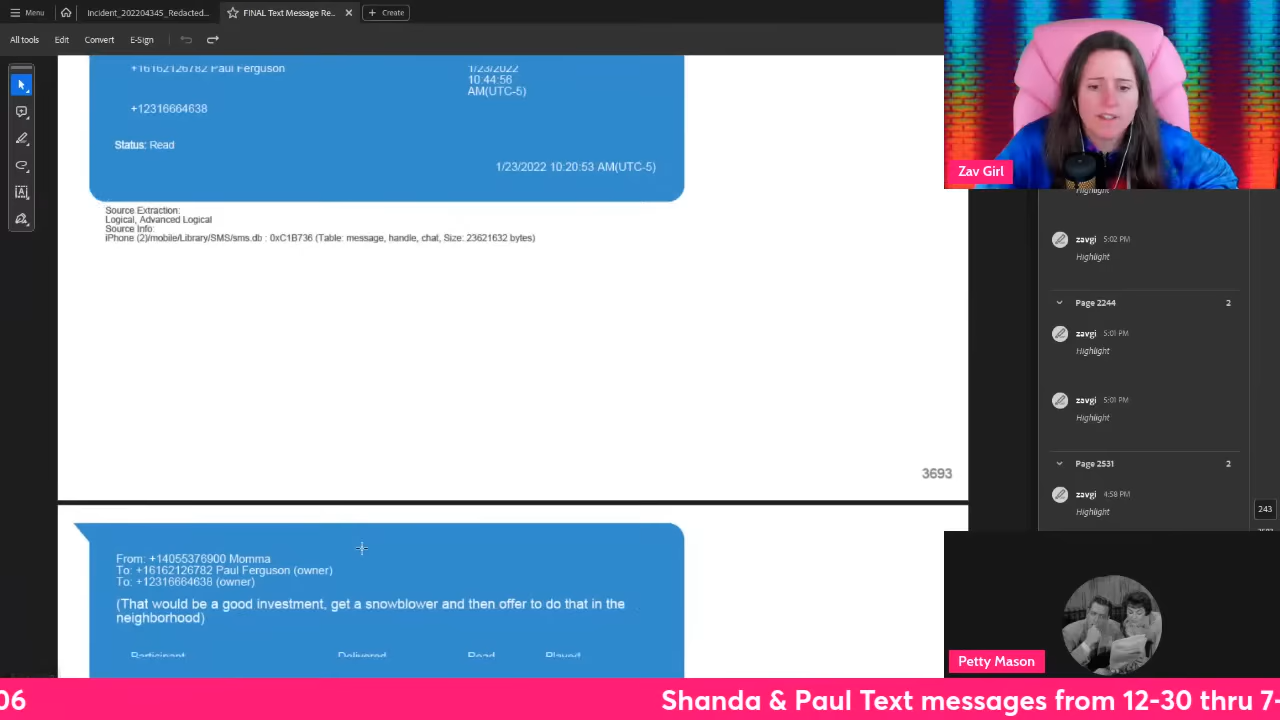 Menu
Incident_202204345_Redacted...
FINAL Text Message Re...
Create
All tools
Edit
Convert
E-Sign
+16162126782 Paul Ferguson
1/23/2022
10:44:56
AM(UTC-5)
+12316664638
Status: Read
1/23/2022 10:20:53 AM(UTC-5)
Source Extraction:
Logical, Advanced Logical
Source Info:
iPhone (2)/mobile/Library/SMS/sms.db : 0xC1B736 (Table: message, handle, chat, Size: 23621632 bytes)
3693
From: +14055376900 Momma
To: +16162126782 Paul Ferguson (owner)
To: +12316664638 (owner)
(That would be a good investment, get a snowblower and then offer to do that in the
neighborhood)
Participant Delivered Read Played
Zav Girl
Highlight
zavgi 5:02 PM
Highlight
Page 2244 2
zavgi 5:01 PM
Highlight
zavgi 5:01 PM
Highlight
Page 2531 2
zavgi 4:58 PM
Highlight
243
Petty Mason
06
Shanda & Paul Text messages from 12-30 thru 7-